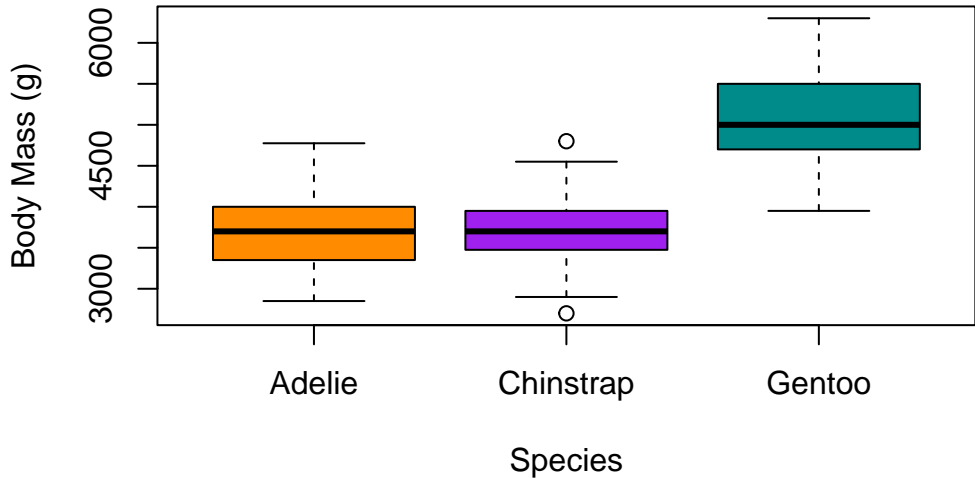 Body Mass (g)
6000
4500
3000
Adelie Chinstrap Gentoo
Species